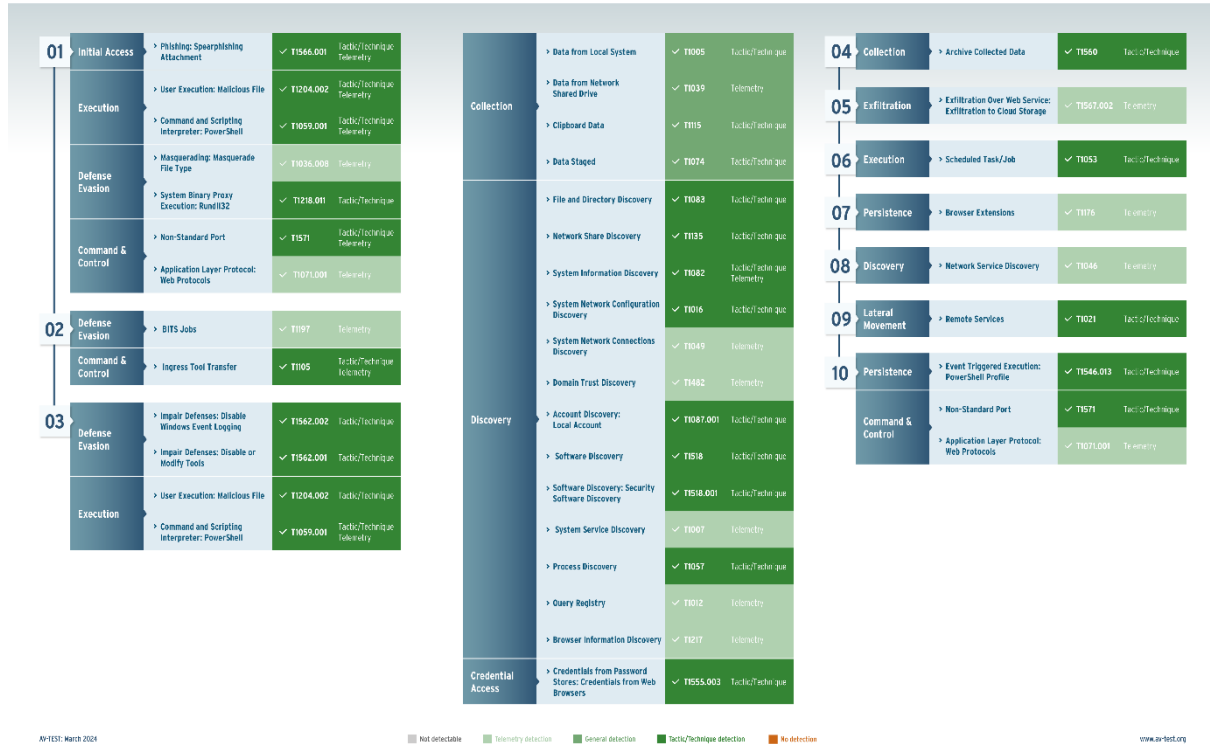 01
Initial Access
> Phishing: Spearphishing
Attachment
✓ T1566.001
Tactic/Technique
Telemetry
Execution
> User Execution: Malicious File
✓ T1204.002
Tactic/Technique
Telemetry
> Command and Scripting
Interpreter: PowerShell
✓ T1059.001
Tactic/Technique
Telemetry
Defense
Evasion
> Masquerading: Masquerade
File Type
✓ T1036.008
Telemetry
> System Binary Proxy
Execution: Rundll32
✓ T1218.011
Tactic/Technique
Command &
Control
> Non-Standard Port
✓ T1571
Tactic/Technique
Telemetry
> Application Layer Protocol:
Web Protocols
✓ T1071.001
Telemetry
02
Defense
Evasion
> BITS Jobs
✓ T1197
Telemetry
Command &
Control
> Ingress Tool Transfer
✓ T1105
Tactic/Technique
Telemetry
03
Defense
Evasion
> Impair Defenses: Disable
Windows Event Logging
✓ T1562.002
Tactic/Technique
> Impair Defenses: Disable or
Modify Tools
✓ T1562.001
Tactic/Technique
Execution
> User Execution: Malicious File
✓ T1204.002
Tactic/Technique
> Command and Scripting
Interpreter: PowerShell
✓ T1059.001
Tactic/Technique
Telemetry
Collection
> Data from Local System
✓ T1005
Tactic/Technique
> Data from Network
Shared Drive
✓ T1039
Telemetry
> Clipboard Data
✓ T1115
Tactic/Technique
> Data Staged
✓ T1074
Tactic/Technique
Discovery
> File and Directory Discovery
✓ T1083
Tactic/Technique
> Network Share Discovery
✓ T1135
Tactic/Technique
> System Information Discovery
✓ T1082
Tactic/Technique
Telemetry
> System Network Configuration
Discovery
✓ T1016
Tactic/Technique
> System Network Connections
Discovery
✓ T1049
Telemetry
> Domain Trust Discovery
✓ T1482
Telemetry
> Account Discovery:
Local Account
✓ T1087.001
Tactic/Technique
> Software Discovery
✓ T1518
Tactic/Technique
> Software Discovery: Security
Software Discovery
✓ T1518.001
Tactic/Technique
> System Service Discovery
✓ T1007
Telemetry
> Process Discovery
✓ T1057
Tactic/Technique
> Query Registry
✓ T1012
Telemetry
> Browser Information Discovery
✓ T1217
Telemetry
Credential
Access
> Credentials from Password
Stores: Credentials from Web
Browsers
✓ T1555.003
Tactic/Technique
04
Collection
> Archive Collected Data
✓ T1560
Tactic/Technique
05
Exfiltration
> Exfiltration Over Web Service:
Exfiltration to Cloud Storage
✓ T1567.002
Telemetry
06
Execution
> Scheduled Task/Job
✓ T1053
Tactic/Technique
07
Persistence
> Browser Extensions
✓ T1176
Telemetry
08
Discovery
> Network Service Discovery
✓ T1046
Telemetry
09
Lateral
Movement
> Remote Services
✓ T1021
Tactic/Technique
10
Persistence
> Event Triggered Execution:
PowerShell Profile
✓ T1546.013
Tactic/Technique
Command &
Control
> Non-Standard Port
✓ T1571
Tactic/Technique
> Application Layer Protocol:
Web Protocols
✓ T1071.001
Telemetry
AV-TEST: March 2024
Not detectable
Telemetry detection
General detection
Tactic/Technique detection
No detection
www.av-test.org